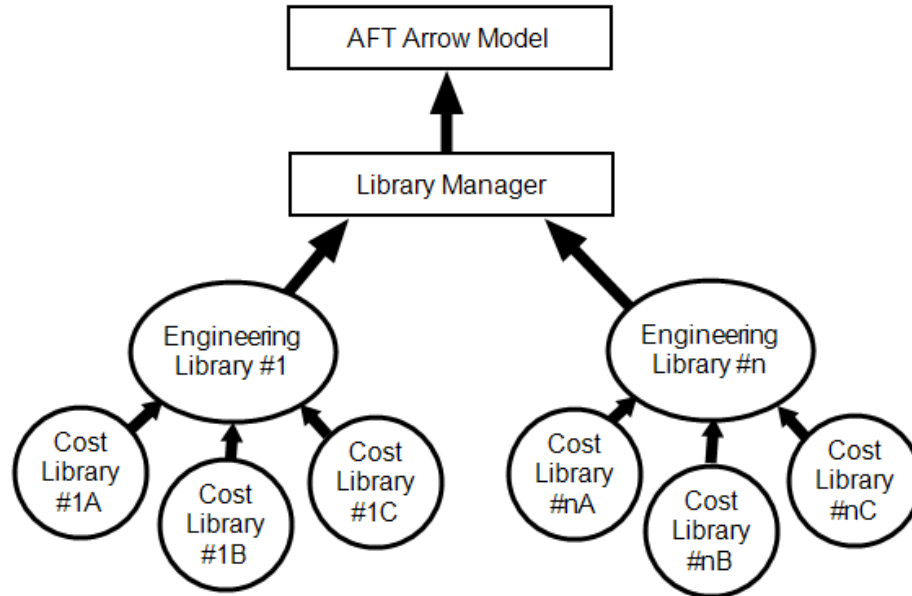 AFT Arrow Model
Library Manager
Engineering
Library #1
Engineering
Library #n
Cost
Library
#1A
Cost
Library
#1B
Cost
Library
#1C
Cost
Library
#nA
Cost
Library
#nB
Cost
Library
#nC